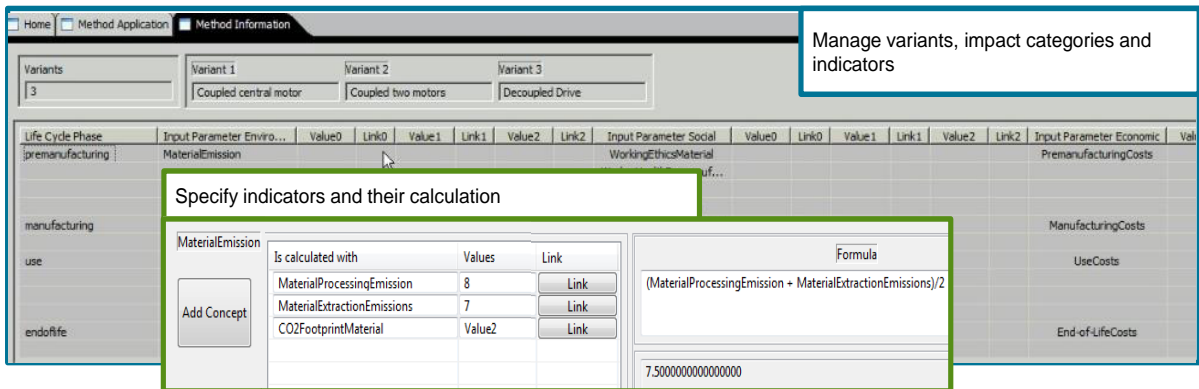 Home Method Application Method Information
Manage variants, impact categories and
indicators
Variants Variant 1 Variant 2 Variant 3
3 Coupled central motor Coupled two motors Decoupled Drive
Life Cycle Phase Input Parameter Enviro... Value0 Link0 Value1 Link1 Value2 Link2 Input Parameter Social Value0 Link0 Value1 Link1 Value2 Link2 Input Parameter Economic
premanufacturing MaterialEmission WorkingEthicsMaterial PremanufacturingCosts
Specify indicators and their calculation
manufacturing ManufacturingCosts
use UseCosts
endoflife End-of-LifeCosts
MaterialEmission
Is calculated with Values Link Formula
MaterialProcessingEmission 8 Link (MaterialProcessingEmission + MaterialExtractionEmissions)/2
MaterialExtractionEmissions 7 Link
Add Concept
CO2FootprintMaterial Value2 Link
7.5000000000000000